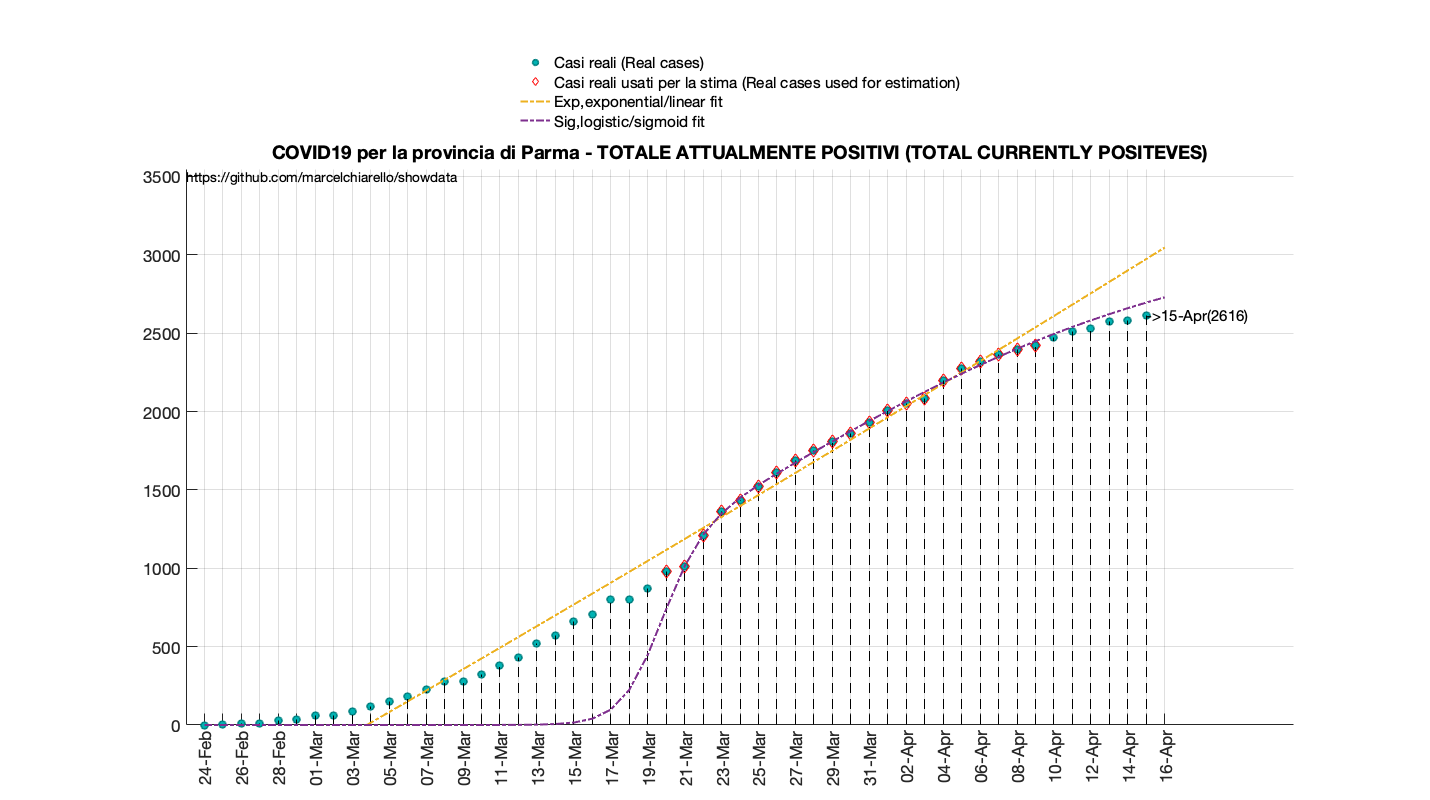 Casi reali (Real cases)
Casi reali usati per la stima (Real cases used for estimation)
Exp,exponential/linear fit
Sig,logistic/sigmoid fit
COVID19 per la provincia di Parma - TOTALE ATTUALMENTE POSITIVI (TOTAL CURRENTLY POSITEVES)
https://github.com/marcelchiarello/showdata
3500
3000
2500
2000
1500
1000
500
0
>15-Apr(2616)
24-Feb
26-Feb
28-Feb
01-Mar
03-Mar
05-Mar
07-Mar
09-Mar
11-Mar
13-Mar
15-Mar
17-Mar
19-Mar
21-Mar
23-Mar
25-Mar
27-Mar
29-Mar
31-Mar
02-Apr
04-Apr
06-Apr
08-Apr
10-Apr
12-Apr
14-Apr
16-Apr